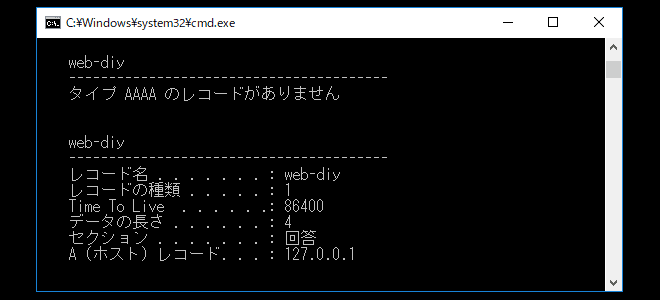 C:¥Windows¥system32¥cmd.exe
web-diy
----------------------------------------
タイプ AAAA のレコードがありません
web-diy
----------------------------------------
レコード名 . . . . . . . : web-diy
レコードの種類 . . . . . : 1
Time To Live  . . . . . .: 86400
データの長さ . . . . . . : 4
セクション . . . . . . . : 回答
A (ホスト) レコード. . . : 127.0.0.1